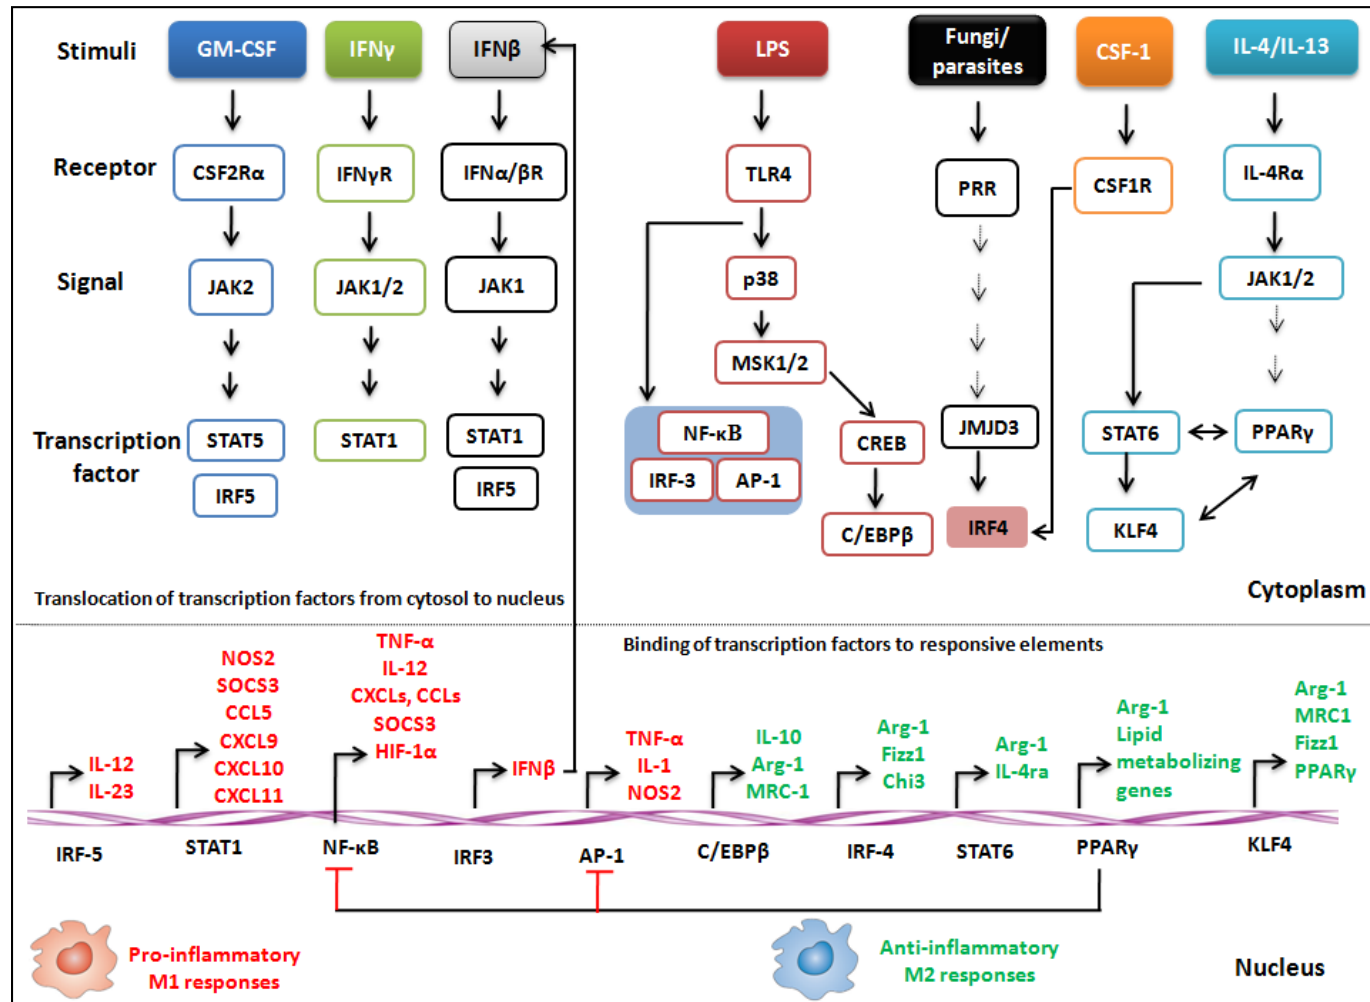 Stimuli
GM-CSF
IFNγ
IFNβ
LPS
Fungi/
parasites
CSF-1
IL-4/IL-13
Receptor
CSF2Rα
IFNγR
IFNα/βR
TLR4
PRR
CSF1R
IL-4Rα
Signal
JAK2
JAK1/2
JAK1
p38
JAK1/2
MSK1/2
Transcription
factor
STAT5
STAT1
STAT1
NF-κB
CREB
JMJD3
STAT6
PPARγ
IRF5
IRF5
IRF-3
AP-1
C/EBPβ
IRF4
KLF4
Cytoplasm
Translocation of transcription factors from cytosol to nucleus
Binding of transcription factors to responsive elements
IL-12
IL-23
NOS2
SOCS3
CCL5
CXCL9
CXCL10
CXCL11
TNF-α
IL-12
CXCLs, CCLs
SOCS3
HIF-1α
IFNβ
TNF-α
IL-1
NOS2
IL-10
Arg-1
MRC-1
Arg-1
Fizz1
Chi3
Arg-1
IL-4ra
Arg-1
Lipid
metabolizing
genes
Arg-1
MRC1
Fizz1
PPARγ
IRF-5
STAT1
NF-κB
IRF3
AP-1
C/EBPβ
IRF-4
STAT6
PPARγ
KLF4
Pro-inflammatory
M1 responses
Anti-inflammatory
M2 responses
Nucleus